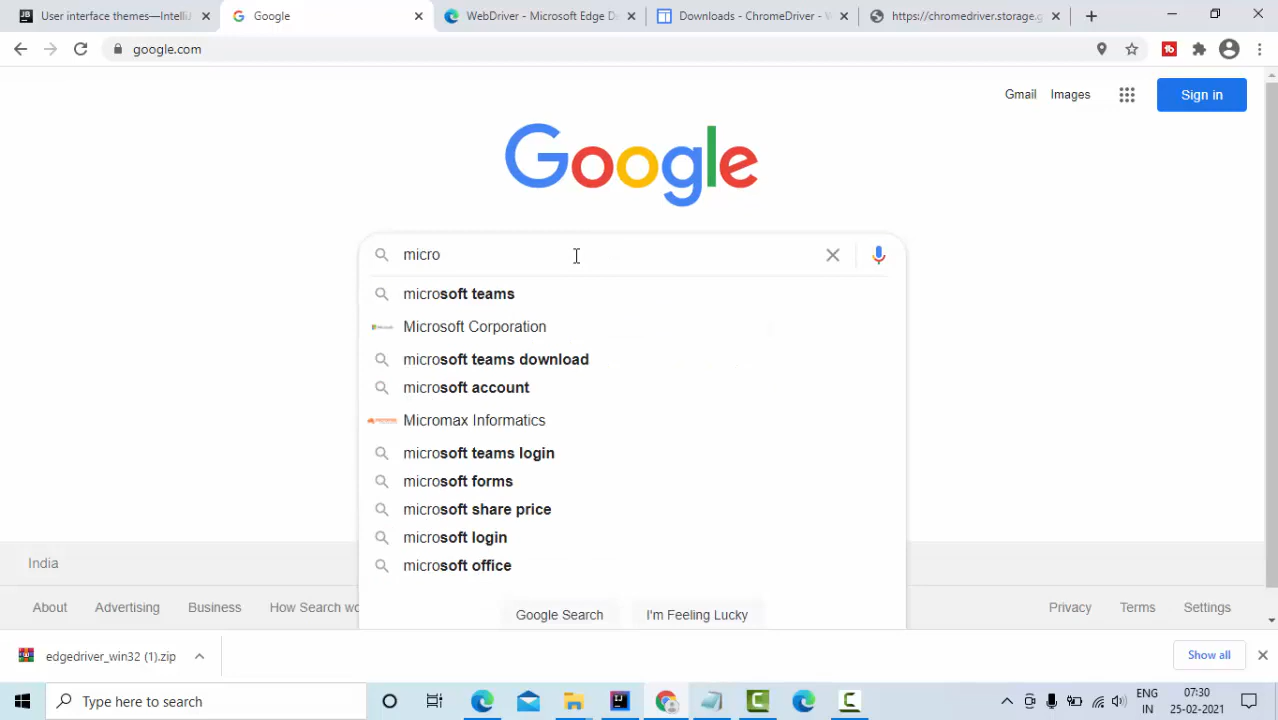 User interface themes—Intelli
Google
WebDriver - Microsoft Edge D
Downloads - ChromeDriver - W
https://chromedriver.storage.g
google.com
Gmail Images Sign in
Google
micro
microsoft teams
Microsoft Corporation
microsoft teams download
microsoft account
Micromax Informatics
microsoft teams login
microsoft forms
microsoft share price
microsoft login
microsoft office
Google Search I'm Feeling Lucky
India
About Advertising Business How Search wo Privacy Terms Settings
edgedriver_win32 (1).zip Show all
Type here to search
ENG 07:30
IN 25-02-2021